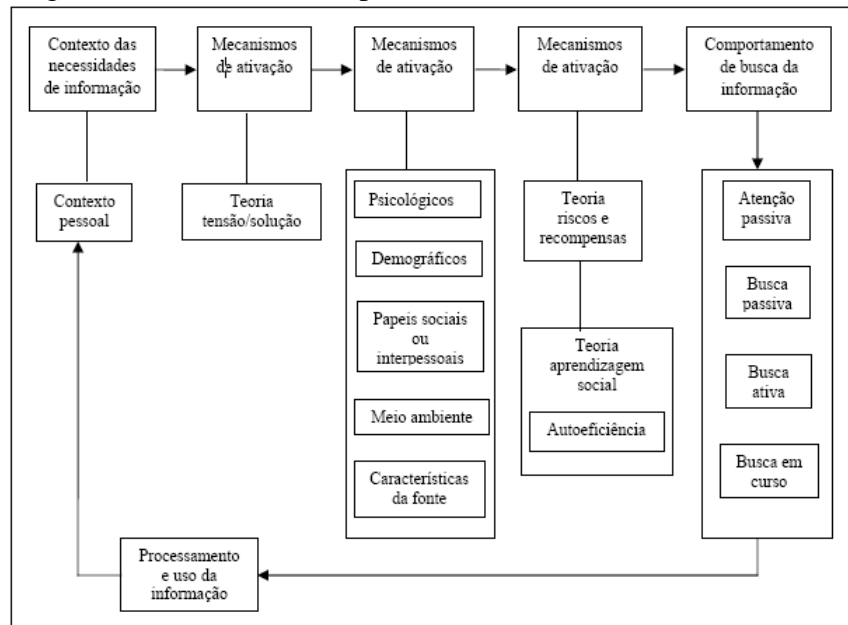 Contexto das
necessidades
de informação
Mecanismos
de ativação
Mecanismos
de ativação
Mecanismos
de ativação
Comportamento
de busca da
informação
Contexto
pessoal
Teoria
tensão/solução
Psicológicos
Demográficos
Papeis sociais
ou
interpessoais
Meio ambiente
Características
da fonte
Teoria
riscos e
recompensas
Teoria
aprendizagem
social
Autoeficiência
Atenção
passiva
Busca
passiva
Busca
ativa
Busca em
curso
Processamento
e uso da
informação